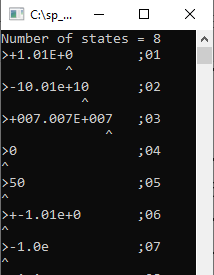 C:\sp_
Number of states = 8
>+1.01E+0 ;01
^
>-10.01e+10 ;02
^
>+007.007E+007 ;03
^
>0 ;04
^
>50 ;05
^
>+-1.01e+0 ;06
^
>-1.0e ;07
^